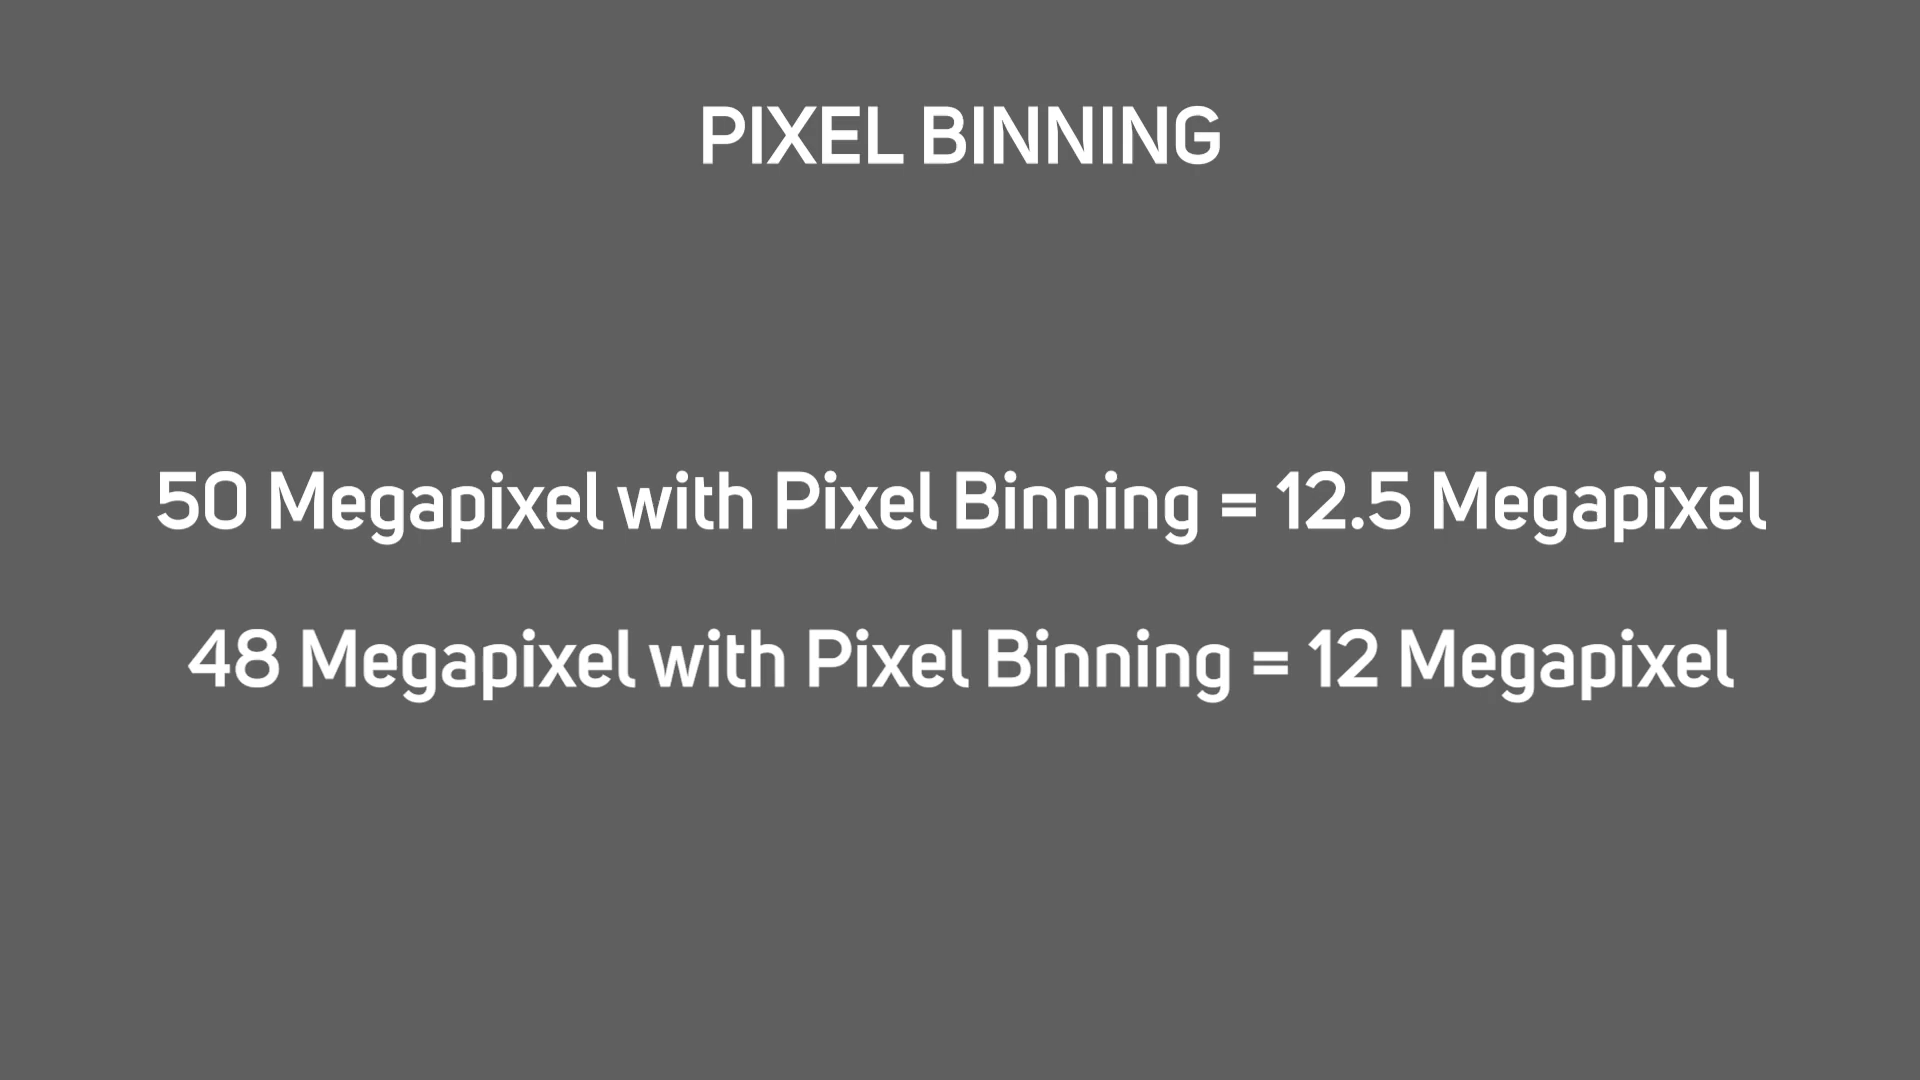 PIXEL BINNING
50 Megapixel with Pixel Binning = 12.5 Megapixel
48 Megapixel with Pixel Binning = 12 Megapixel